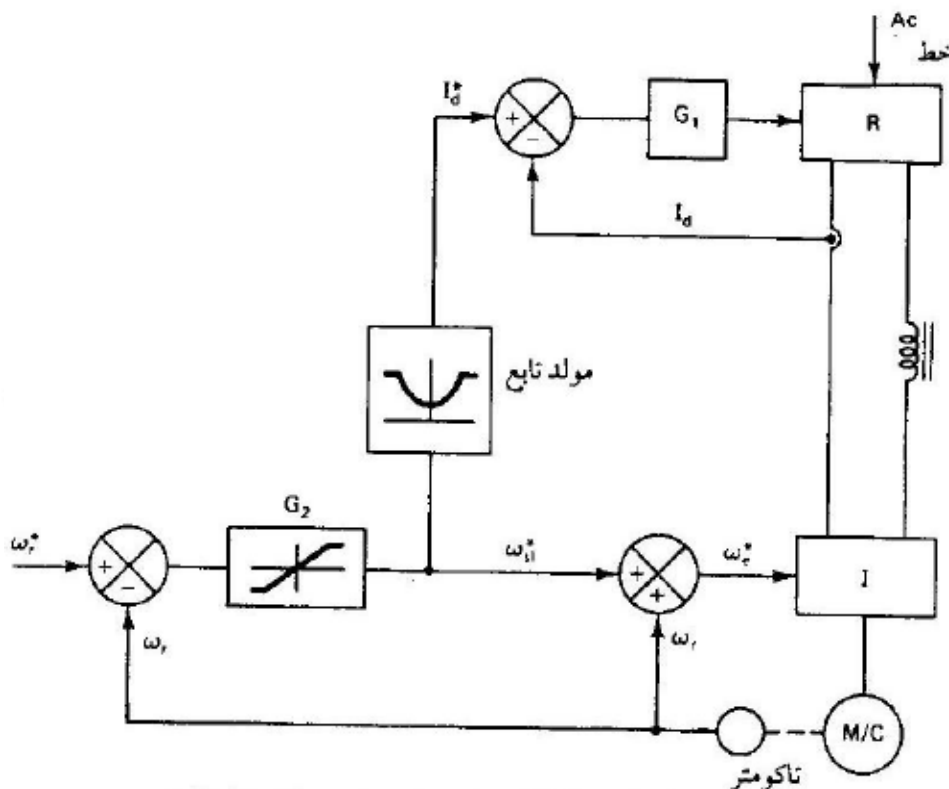 Ac
خط
I_d^*
+
−
G₁
R
I_d
مولد تابع
G₂
ω_r^*
+
−
ω_sl^*
+
+
ω_e^*
I
ω_r
ω_r
M/C
تاکومتر